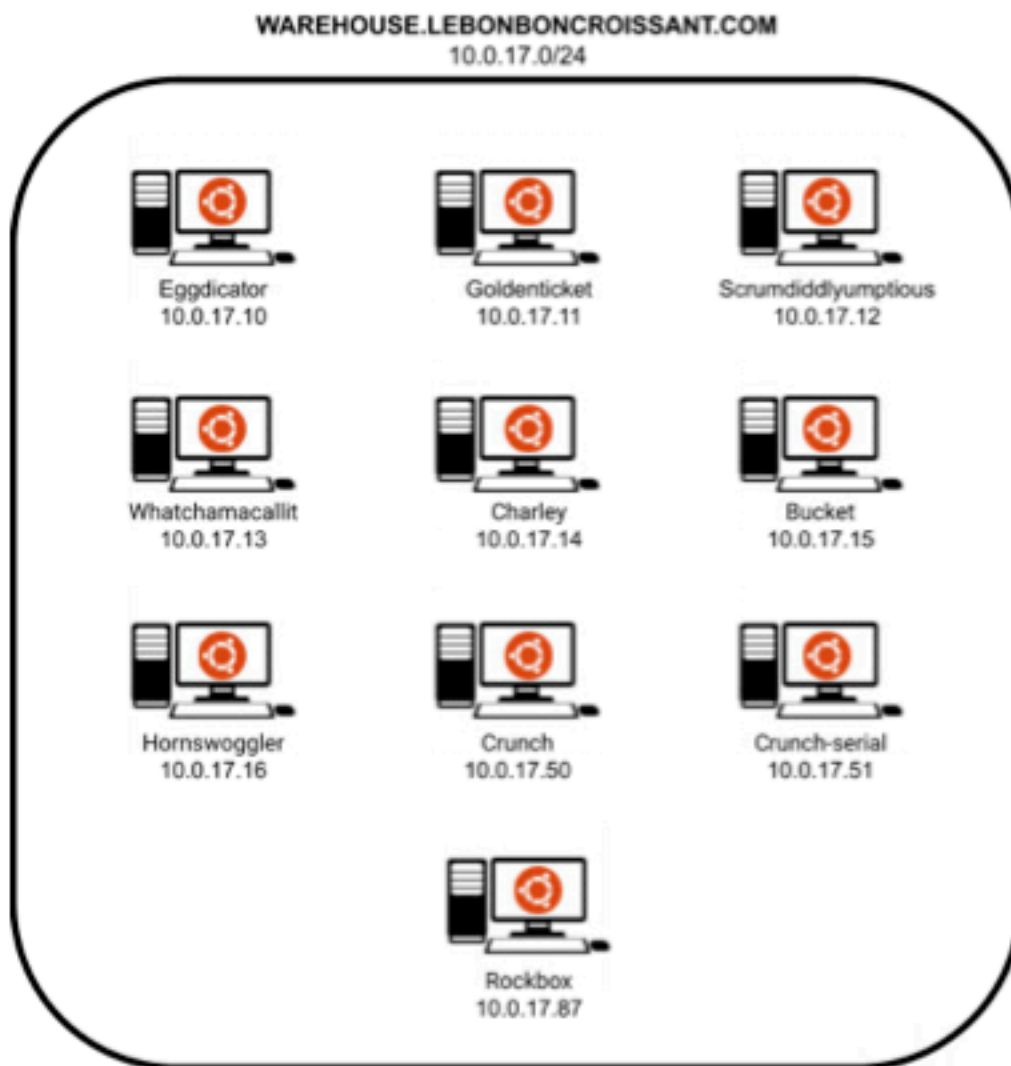 WAREHOUSE.LEBONBONCROISSANT.COM
10.0.17.0/24
Eggdicator
10.0.17.10
Goldenticket
10.0.17.11
Scrumdiddlyumptious
10.0.17.12
Whatchamacallit
10.0.17.13
Charley
10.0.17.14
Bucket
10.0.17.15
Hornswoggler
10.0.17.16
Crunch
10.0.17.50
Crunch-serial
10.0.17.51
Rockbox
10.0.17.87